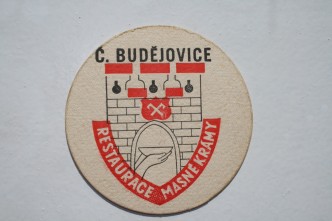 Č. BUDĚJOVICE
RESTAURACE MASNÉ KRÁMY